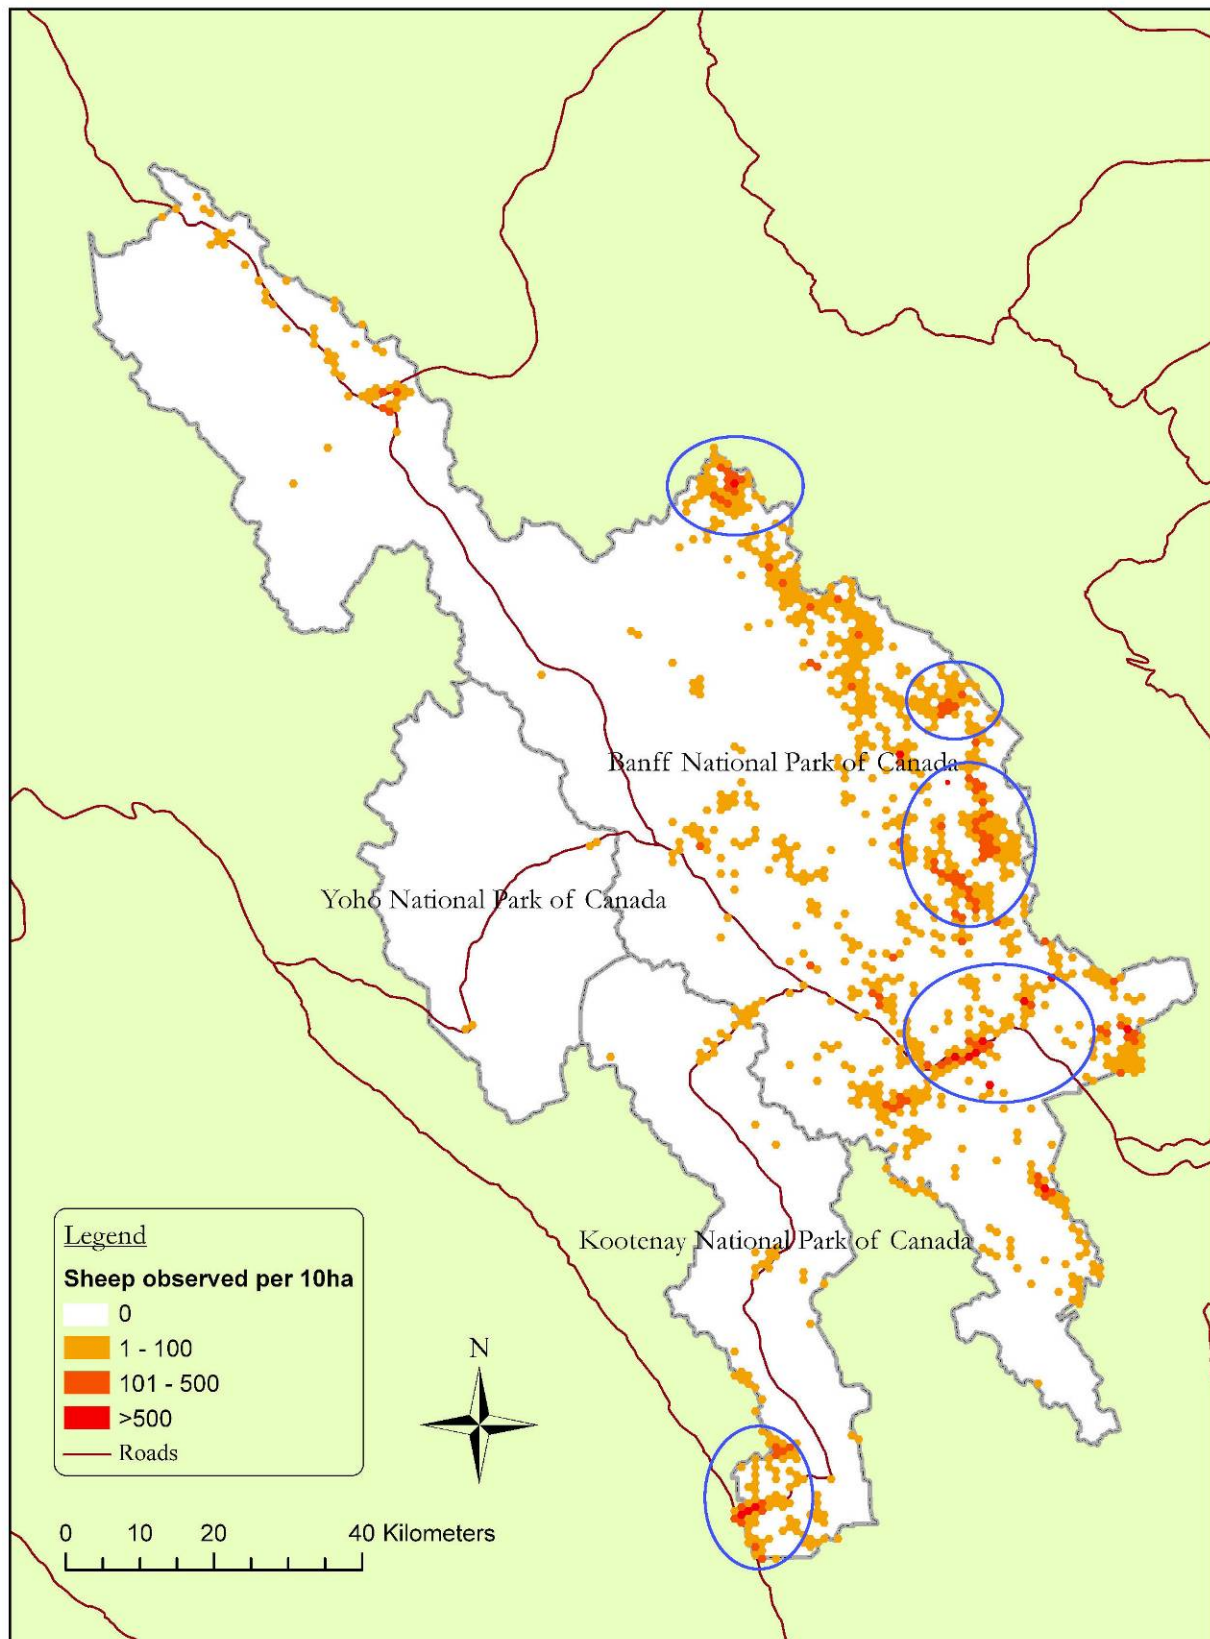 Banff National Park of Canada
Yoho National Park of Canada
Kootenay National Park of Canada
Legend
Sheep observed per 10ha
0
1 - 100
101 - 500
>500
Roads
N
0 10 20 40 Kilometers